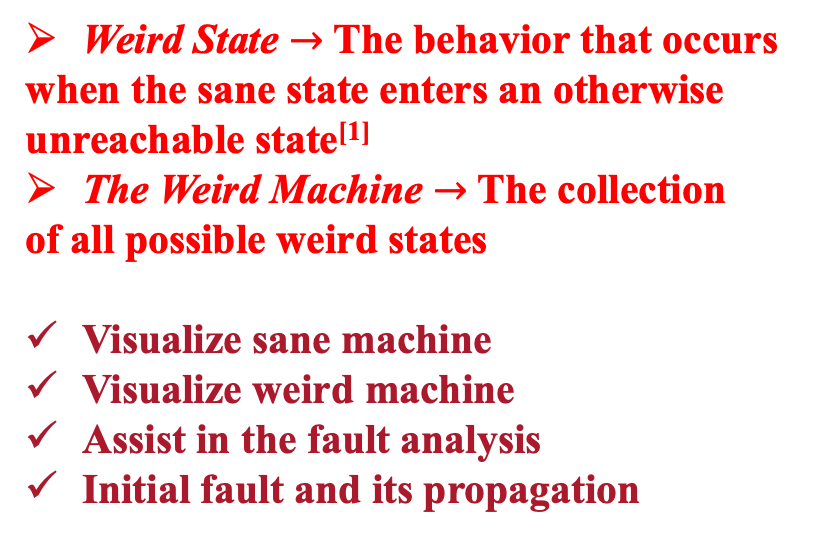 ➢ Weird State → The behavior that occurs
when the sane state enters an otherwise
unreachable state[1]
➢ The Weird Machine → The collection
of all possible weird states
✓ Visualize sane machine
✓ Visualize weird machine
✓ Assist in the fault analysis
✓ Initial fault and its propagation